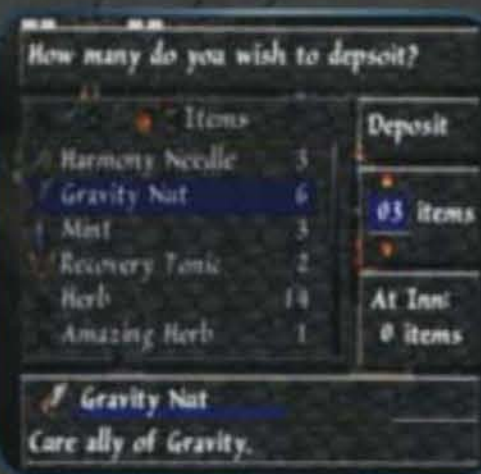 How many do you wish to depsoit?
Items
Harmony Needle 3
Gravity Nut 6
Mint 3
Recovery Tonic 2
Herb 14
Amazing Herb 1
Deposit
03 items
At Inn:
0 items
Gravity Nut
Cure ally of Gravity.